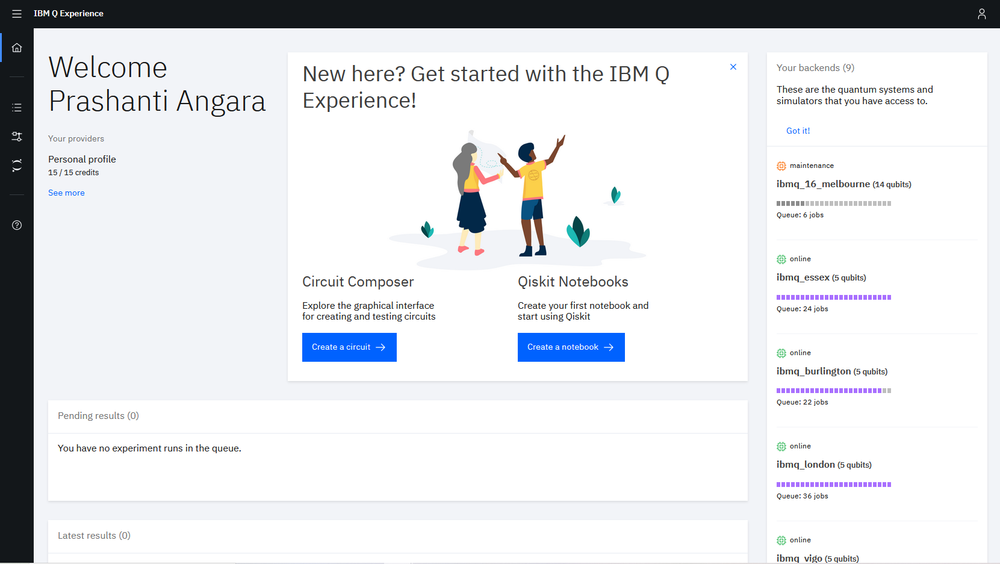 IBM Q Experience
Welcome
Prashanti Angara
Your providers
Personal profile
15 / 15 credits
See more
New here? Get started with the IBM Q
Experience!
Circuit Composer
Explore the graphical interface
for creating and testing circuits
Create a circuit
Qiskit Notebooks
Create your first notebook and
start using Qiskit
Create a notebook
Pending results (0)
You have no experiment runs in the queue.
Latest results (0)
Your backends (9)
These are the quantum systems and
simulators that you have access to.
Got it!
maintenance
ibmq_16_melbourne (14 qubits)
Queue: 6 jobs
online
ibmq_essex (5 qubits)
Queue: 24 jobs
online
ibmq_burlington (5 qubits)
Queue: 22 jobs
online
ibmq_london (5 qubits)
Queue: 36 jobs
online
ibmq_vigo (5 qubits)